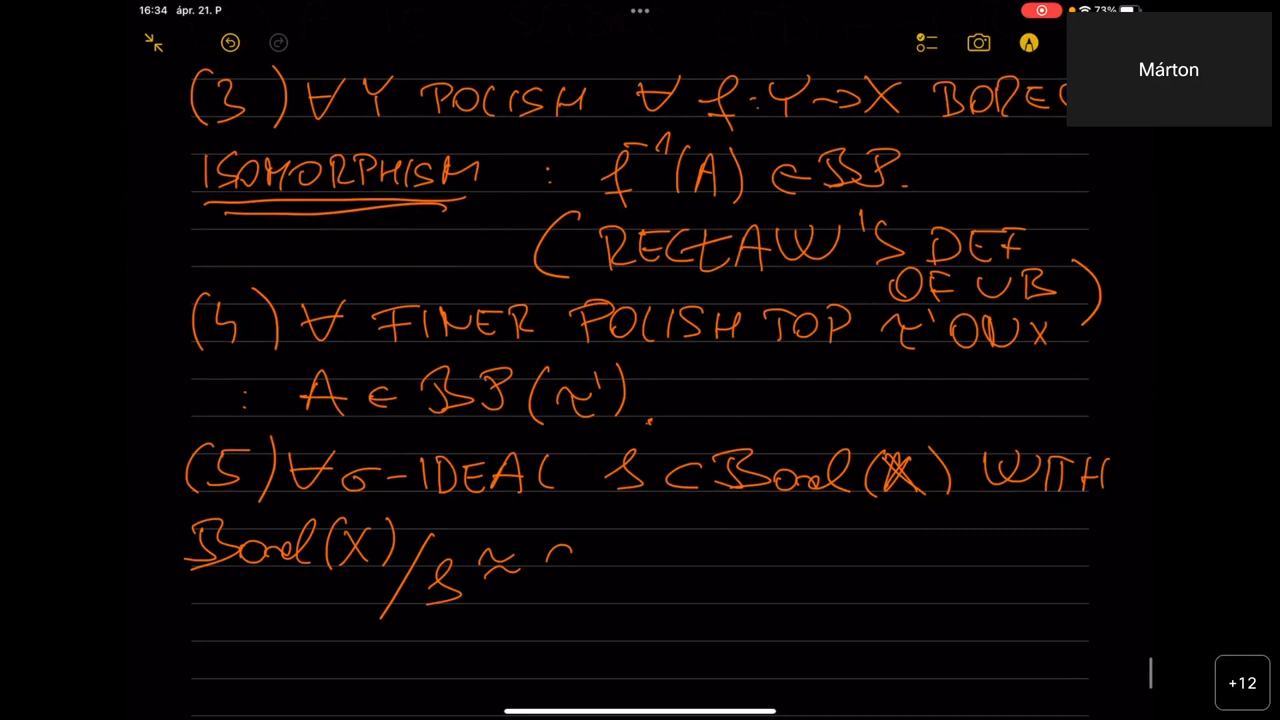 16:34 ápr. 21. P
73%
Márton
(3) ∀ Y POLISH ∀ f: Y → X BOREL
ISOMORPHISM : f⁻¹(A) ∈ BP.
(RECŁAW'S DEF
OF UB)
(4) ∀ FINER POLISH TOP τ' ON X
: A ∈ BP(τ').
(5) ∀ σ-IDEAL ⊂ Borel(X) WITH
Borel(X)/ ≈
+12